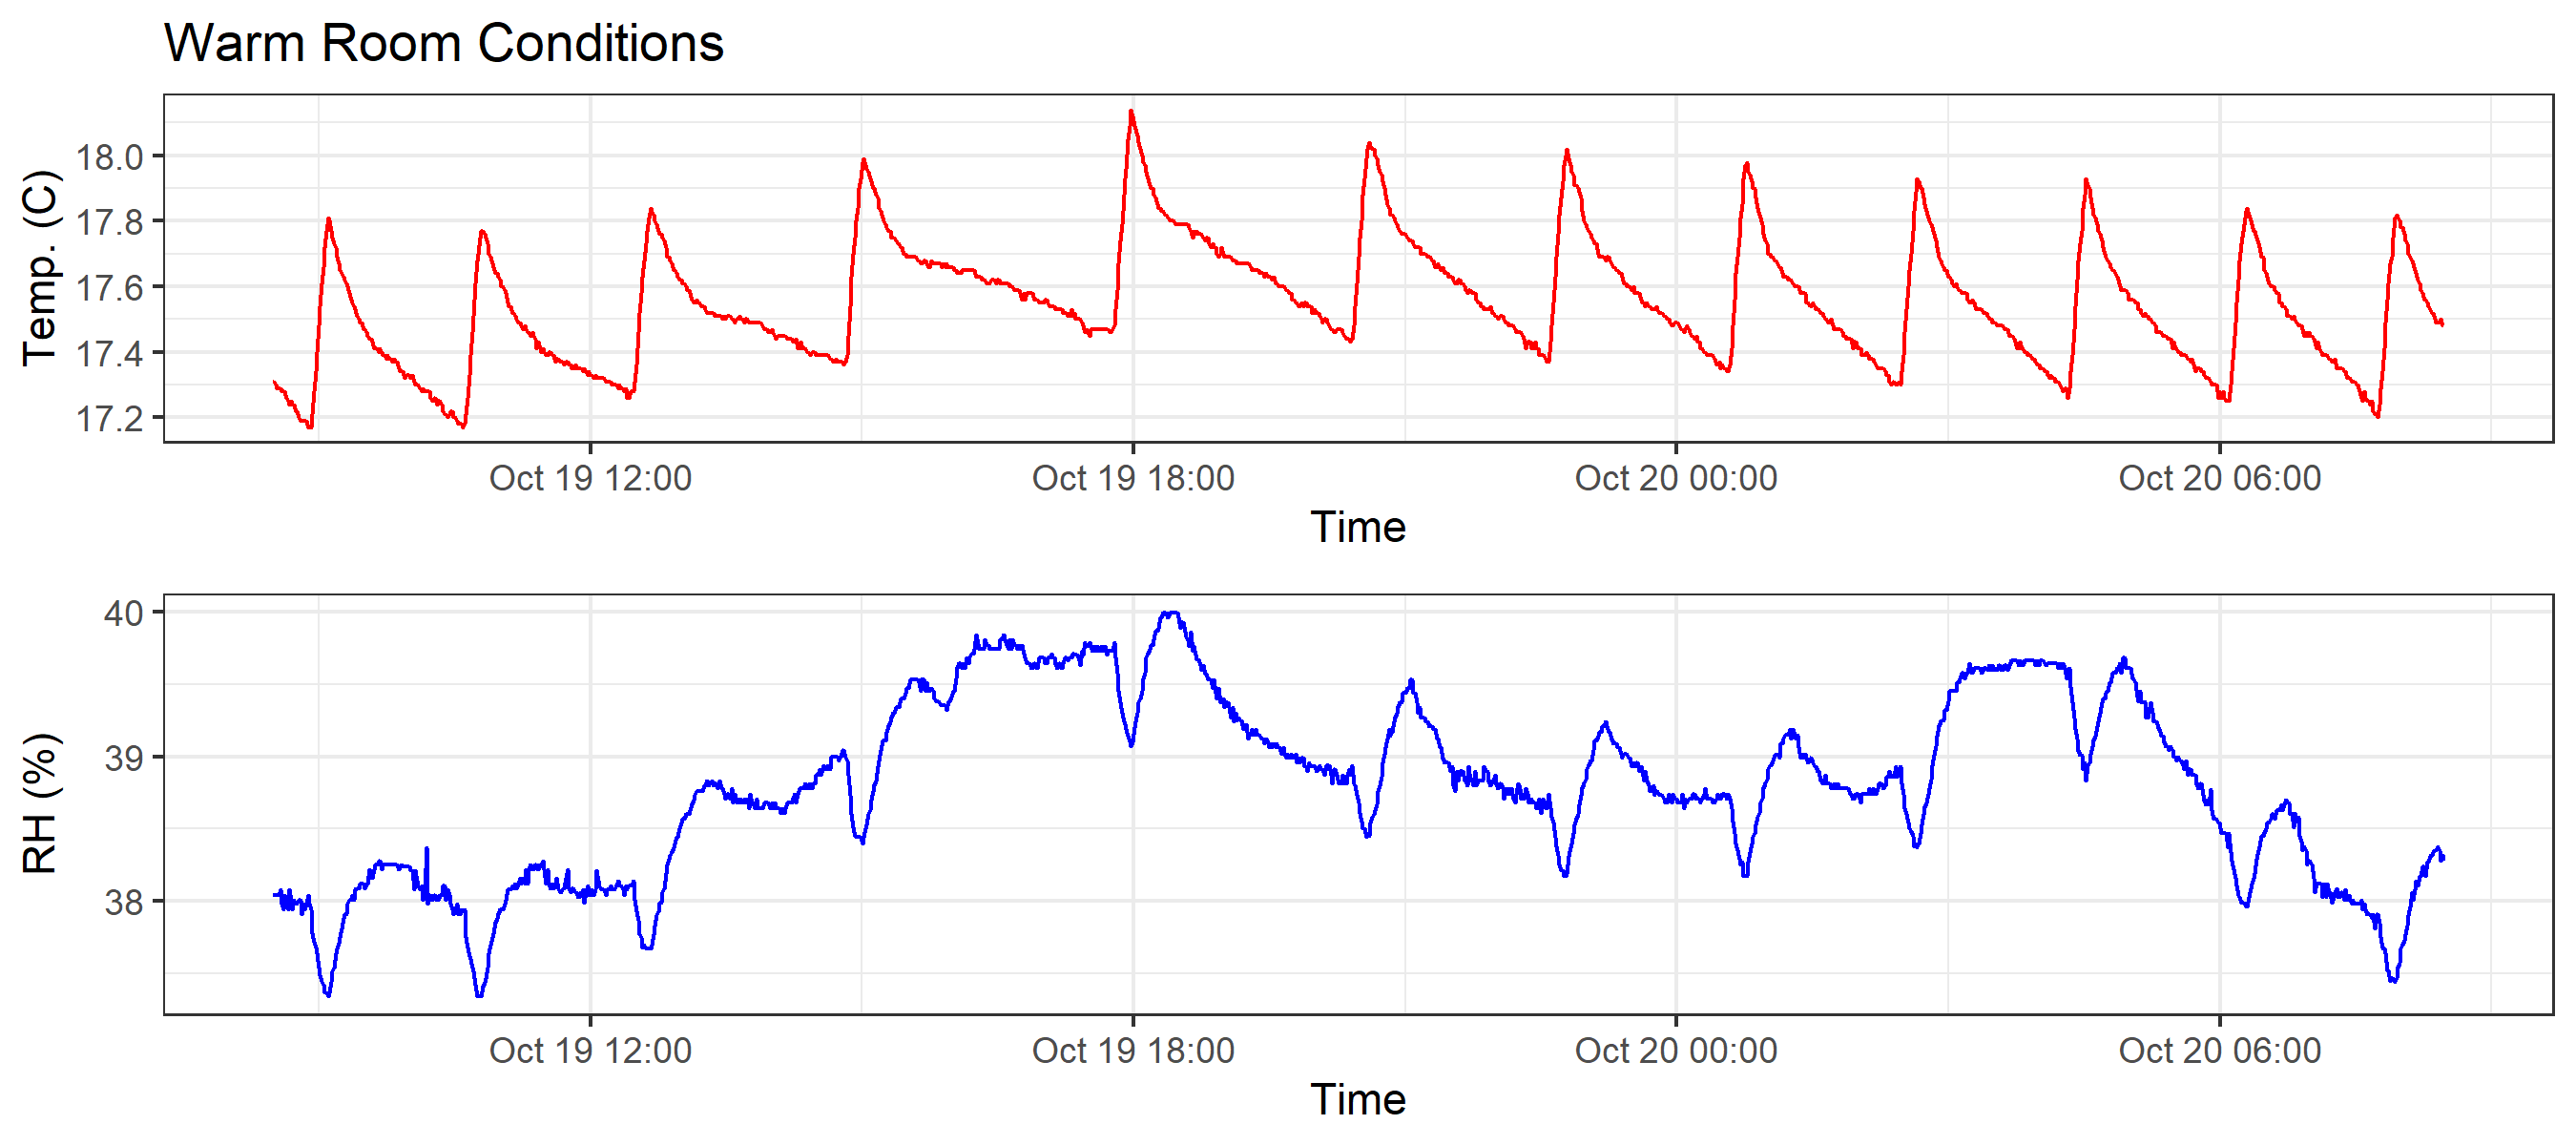 Warm Room Conditions
Temp. (C)
18.0
17.8
17.6
17.4
17.2
Oct 19 12:00 Oct 19 18:00 Oct 20 00:00 Oct 20 06:00
Time
RH (%)
40
39
38
Oct 19 12:00 Oct 19 18:00 Oct 20 00:00 Oct 20 06:00
Time